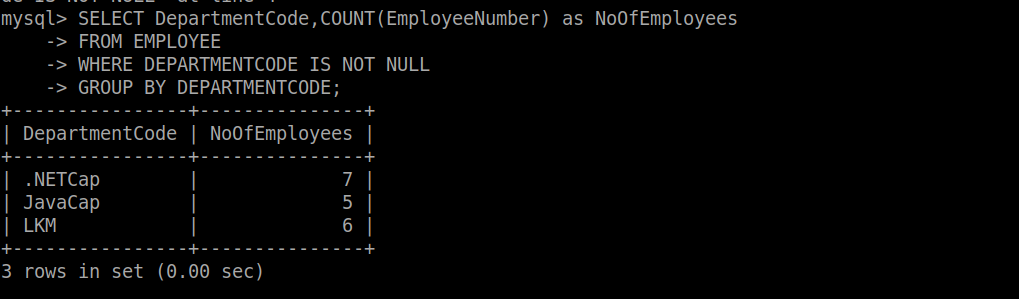 mysql> SELECT DepartmentCode,COUNT(EmployeeNumber) as NoOfEmployees
    -> FROM EMPLOYEE
    -> WHERE DEPARTMENTCODE IS NOT NULL
    -> GROUP BY DEPARTMENTCODE;
+----------------+---------------+
| DepartmentCode | NoOfEmployees |
+----------------+---------------+
| .NETCap        |             7 |
| JavaCap        |             5 |
| LKM            |             6 |
+----------------+---------------+
3 rows in set (0.00 sec)